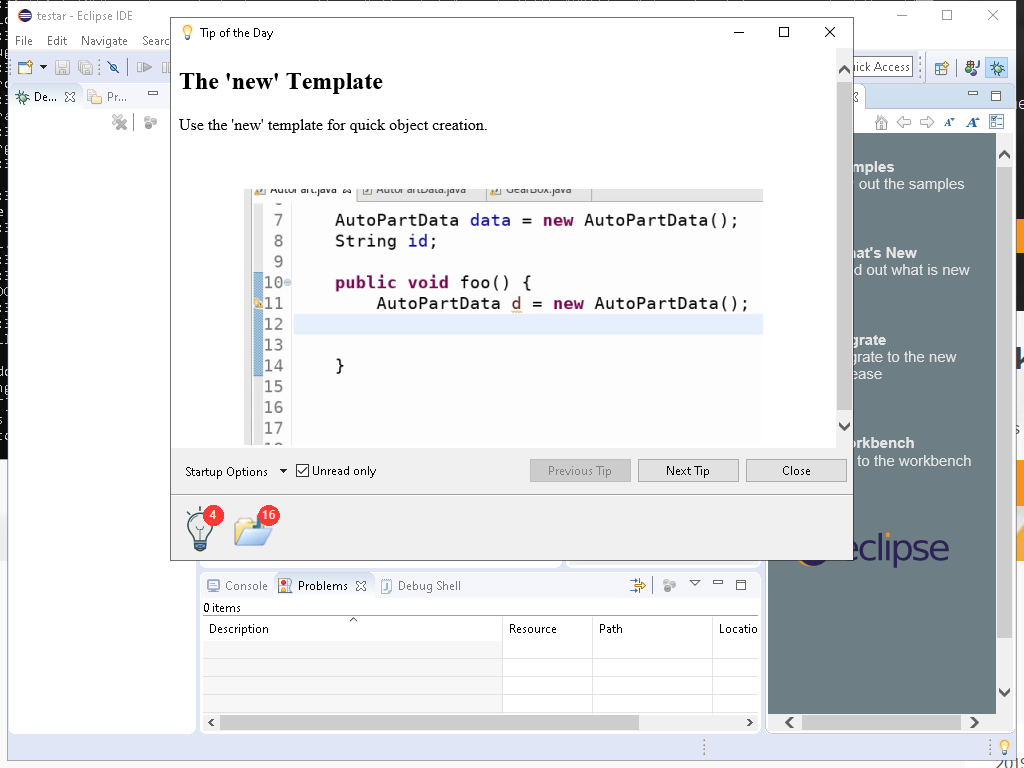 testar - Eclipse IDE
File Edit Navigate Searc
Quick Access
De... Pr...
Tip of the Day
The 'new' Template
Use the 'new' template for quick object creation.
AutoPart.java AutoPartData.java GearBox.java
7 AutoPartData data = new AutoPartData();
8 String id;
9
10 public void foo() {
11 AutoPartData d = new AutoPartData();
12
13
14 }
15
16
17
Startup Options Unread only Previous Tip Next Tip Close
4 16
mples
out the samples
at's New
d out what is new
grate
grate to the new
ease
rkbench
to the workbench
eclipse
Console Problems Debug Shell
0 items
Description Resource Path Locatio